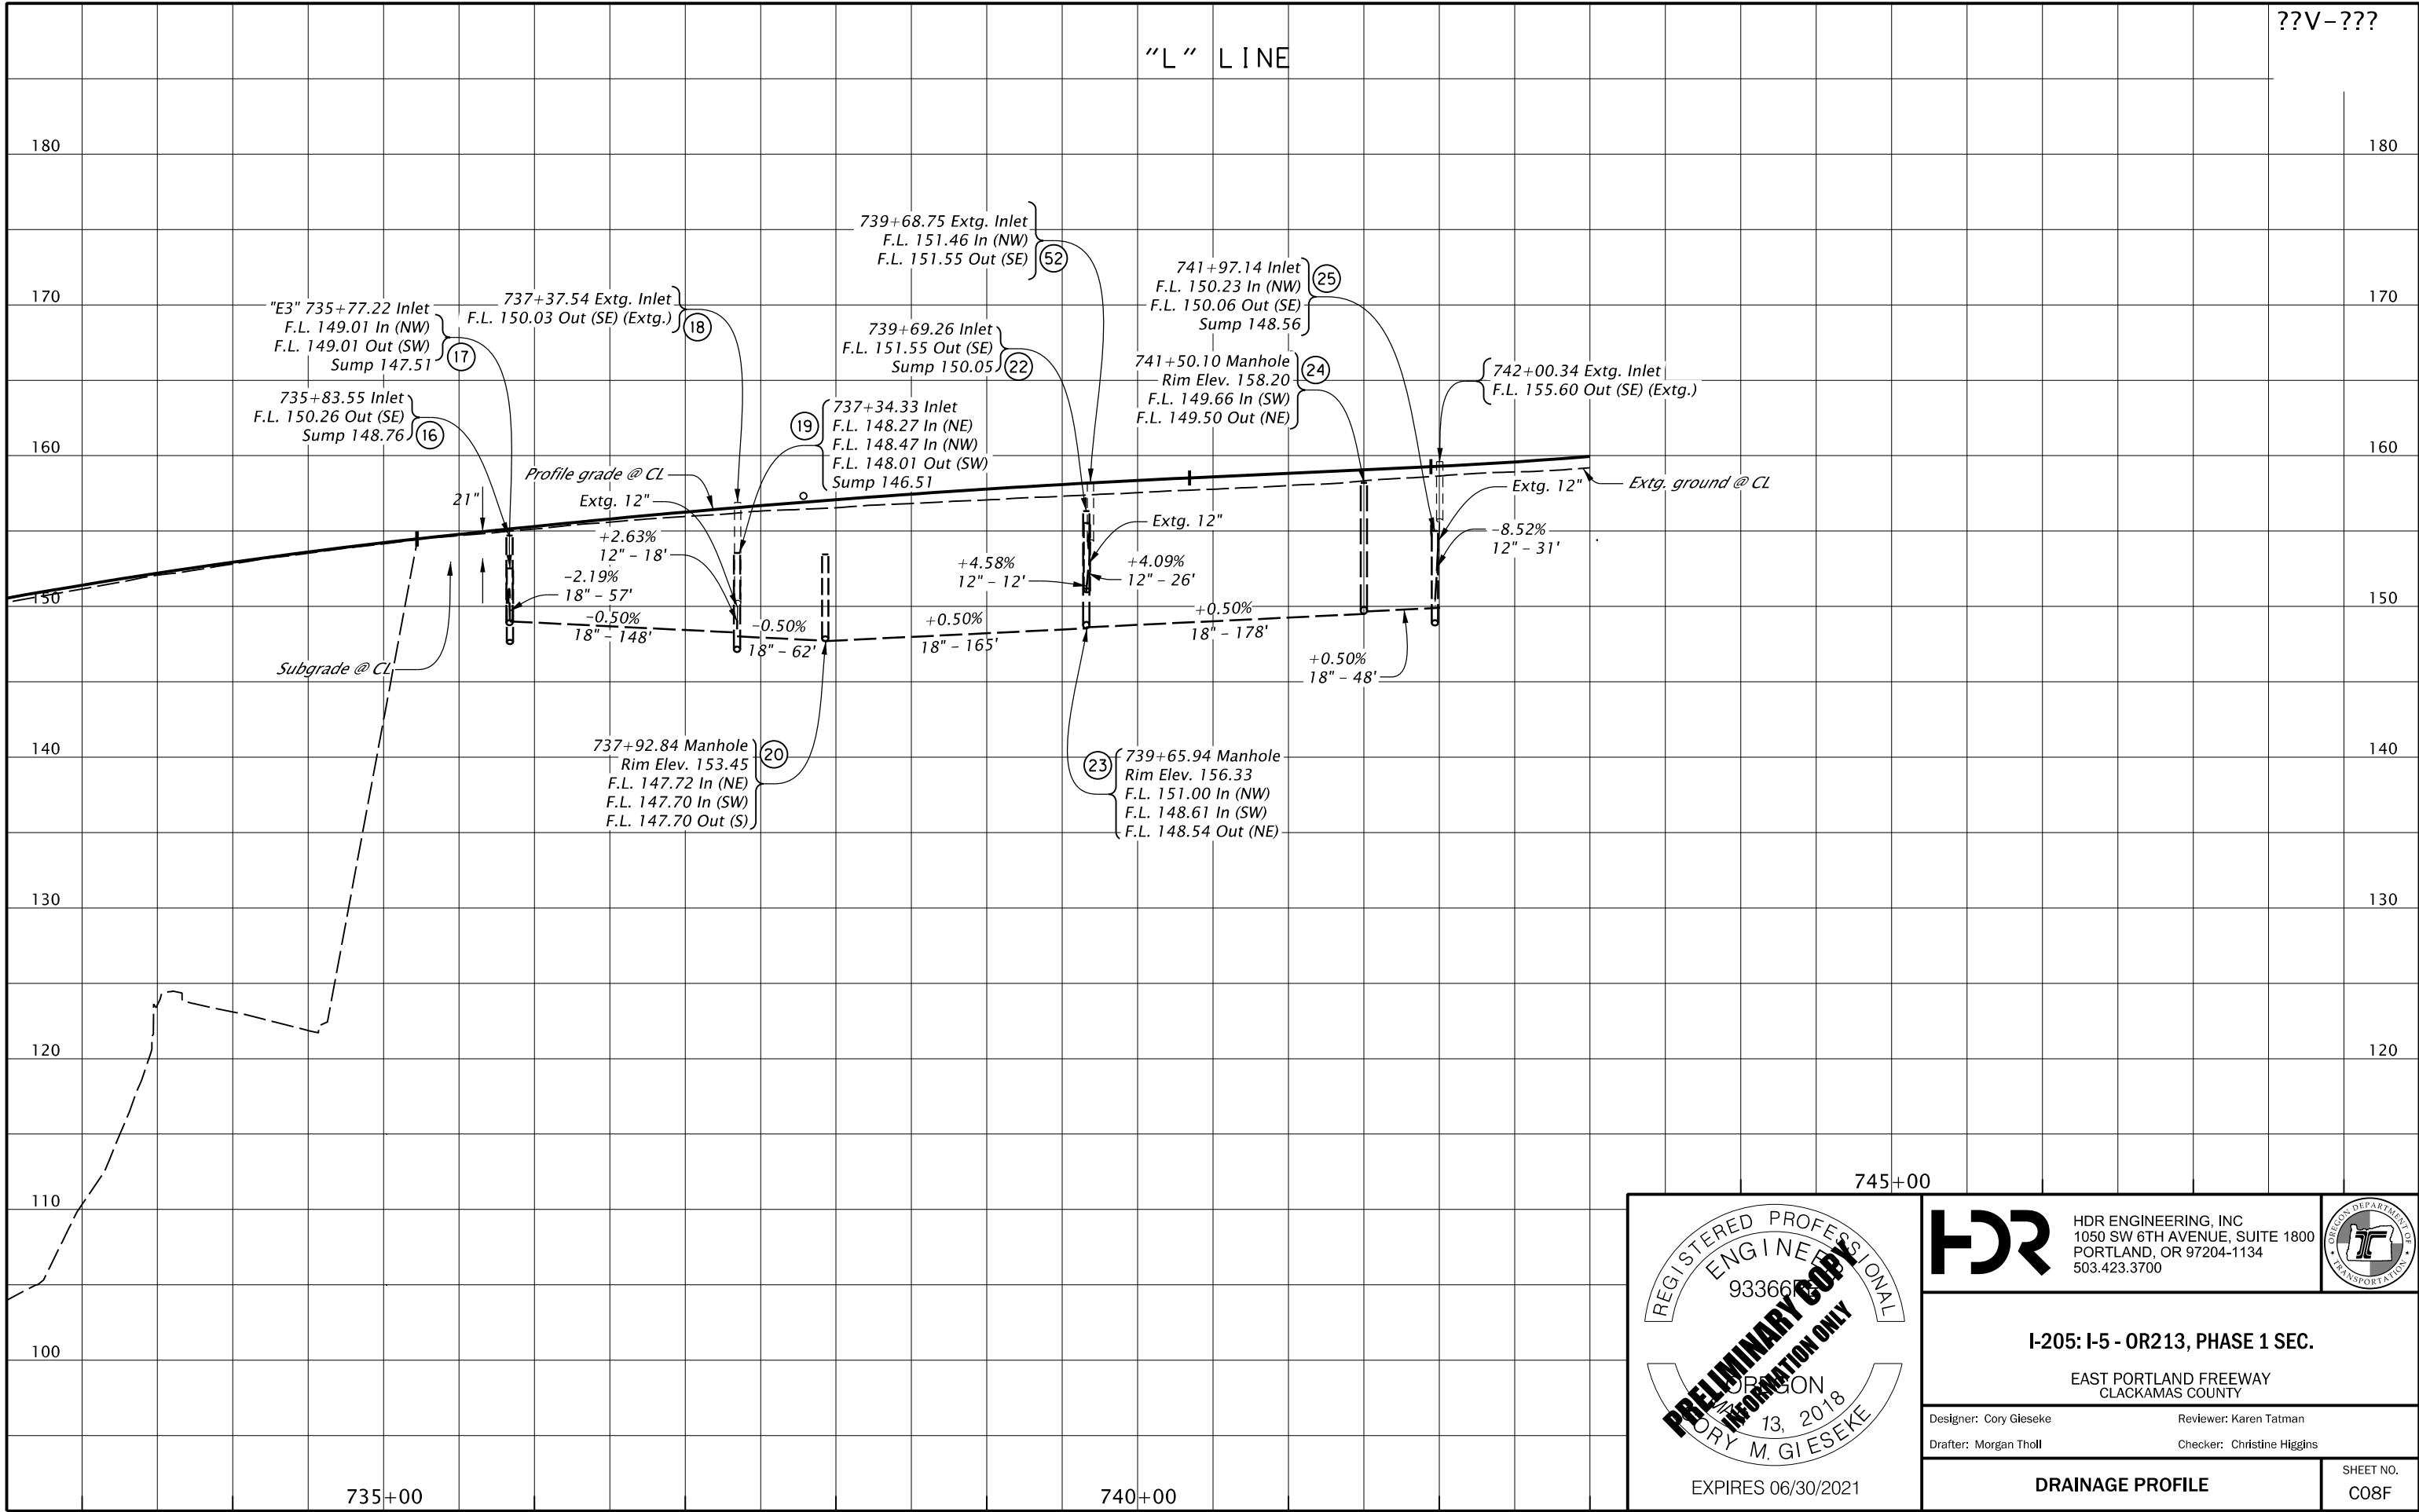 ??V-???
"L" LINE
180
180
170
170
160
160
150
150
140
140
130
130
120
120
110
100
739+68.75 Extg. Inlet
F.L. 151.46 In (NW)
F.L. 151.55 Out (SE)
52
741+97.14 Inlet
F.L. 150.23 In (NW)
F.L. 150.06 Out (SE)
Sump 148.56
25
"E3" 735+77.22 Inlet
F.L. 149.01 In (NW)
F.L. 149.01 Out (SW)
Sump 147.51
17
737+37.54 Extg. Inlet
F.L. 150.03 Out (SE) (Extg.)
18
739+69.26 Inlet
F.L. 151.55 Out (SE)
Sump 150.05
22
741+50.10 Manhole
Rim Elev. 158.20
F.L. 149.66 In (SW)
F.L. 149.50 Out (NE)
24
742+00.34 Extg. Inlet
F.L. 155.60 Out (SE) (Extg.)
735+83.55 Inlet
F.L. 150.26 Out (SE)
Sump 148.76
16
19
737+34.33 Inlet
F.L. 148.27 In (NE)
F.L. 148.47 In (NW)
F.L. 148.01 Out (SW)
Sump 146.51
Profile grade @ CL
21"
Extg. 12"
Extg. 12"
Extg. ground @ CL
Extg. 12"
+2.63%
12" - 18'
-8.52%
12" - 31'
-2.19%
18" - 57'
+4.58%
12" - 12'
+4.09%
12" - 26'
-0.50%
18" - 148'
-0.50%
18" - 62'
+0.50%
18" - 165'
+0.50%
18" - 178'
+0.50%
18" - 48'
Subgrade @ CL
737+92.84 Manhole
Rim Elev. 153.45
F.L. 147.72 In (NE)
F.L. 147.70 In (SW)
F.L. 147.70 Out (S)
20
23
739+65.94 Manhole
Rim Elev. 156.33
F.L. 151.00 In (NW)
F.L. 148.61 In (SW)
F.L. 148.54 Out (NE)
735+00
740+00
745+00
REGISTERED PROFESSIONAL
ENGINEER
93366PE
PRELIMINARY COPY
INFORMATION ONLY
OREGON
13, 2018
CORY M. GIESEKE
EXPIRES 06/30/2021
HDR
HDR ENGINEERING, INC
1050 SW 6TH AVENUE, SUITE 1800
PORTLAND, OR 97204-1134
503.423.3700
OREGON DEPARTMENT OF TRANSPORTATION
I-205: I-5 - OR213, PHASE 1 SEC.
EAST PORTLAND FREEWAY
CLACKAMAS COUNTY
Designer: Cory Gieseke
Reviewer: Karen Tatman
Drafter: Morgan Tholl
Checker: Christine Higgins
DRAINAGE PROFILE
SHEET NO.
C08F